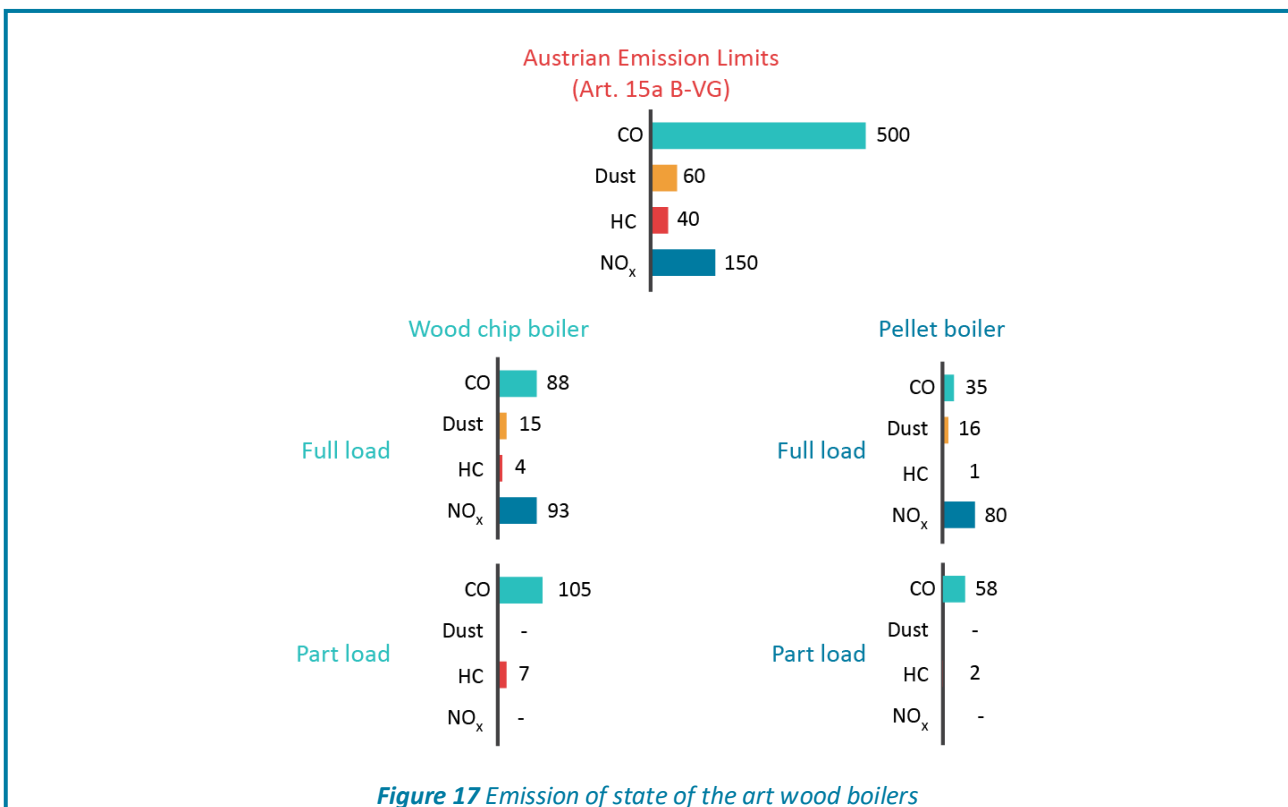 Austrian Emission Limits
(Art. 15a B-VG)
CO 500
Dust 60
HC 40
NOx 150
Wood chip boiler
Full load
CO 88
Dust 15
HC 4
NOx 93
Part load
CO 105
Dust -
HC 7
NOx -
Pellet boiler
Full load
CO 35
Dust 16
HC 1
NOx 80
Part load
CO 58
Dust -
HC 2
NOx -
Figure 17 Emission of state of the art wood boilers